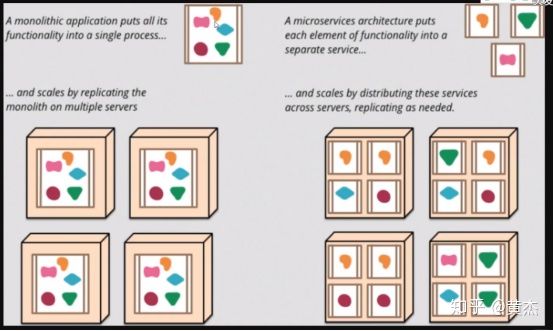 A monolithic application puts all its
functionality into a single process...
A microservices architecture puts
each element of functionality into a
separate service...
... and scales by replicating the
monolith on multiple servers
... and scales by distributing these services
across servers, replicating as needed.
知乎 @黄杰